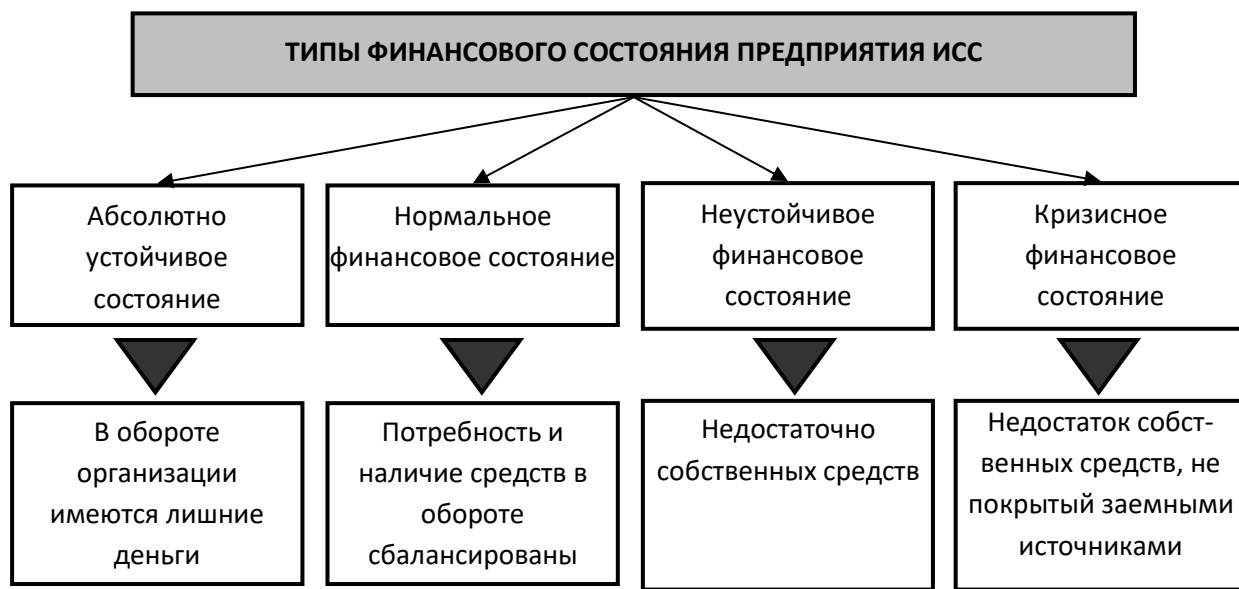 ТИПЫ ФИНАНСОВОГО СОСТОЯНИЯ ПРЕДПРИЯТИЯ ИСС
Абсолютно
устойчивое
состояние
Нормальное
финансовое состояние
Неустойчивое
финансовое
состояние
Кризисное
финансовое
состояние
В обороте
организации
имеются лишние
деньги
Потребность и
наличие средств в
обороте
сбалансированы
Недостаточно
собственных средств
Недостаток собст-
венных средств, не
покрытый заемными
источниками